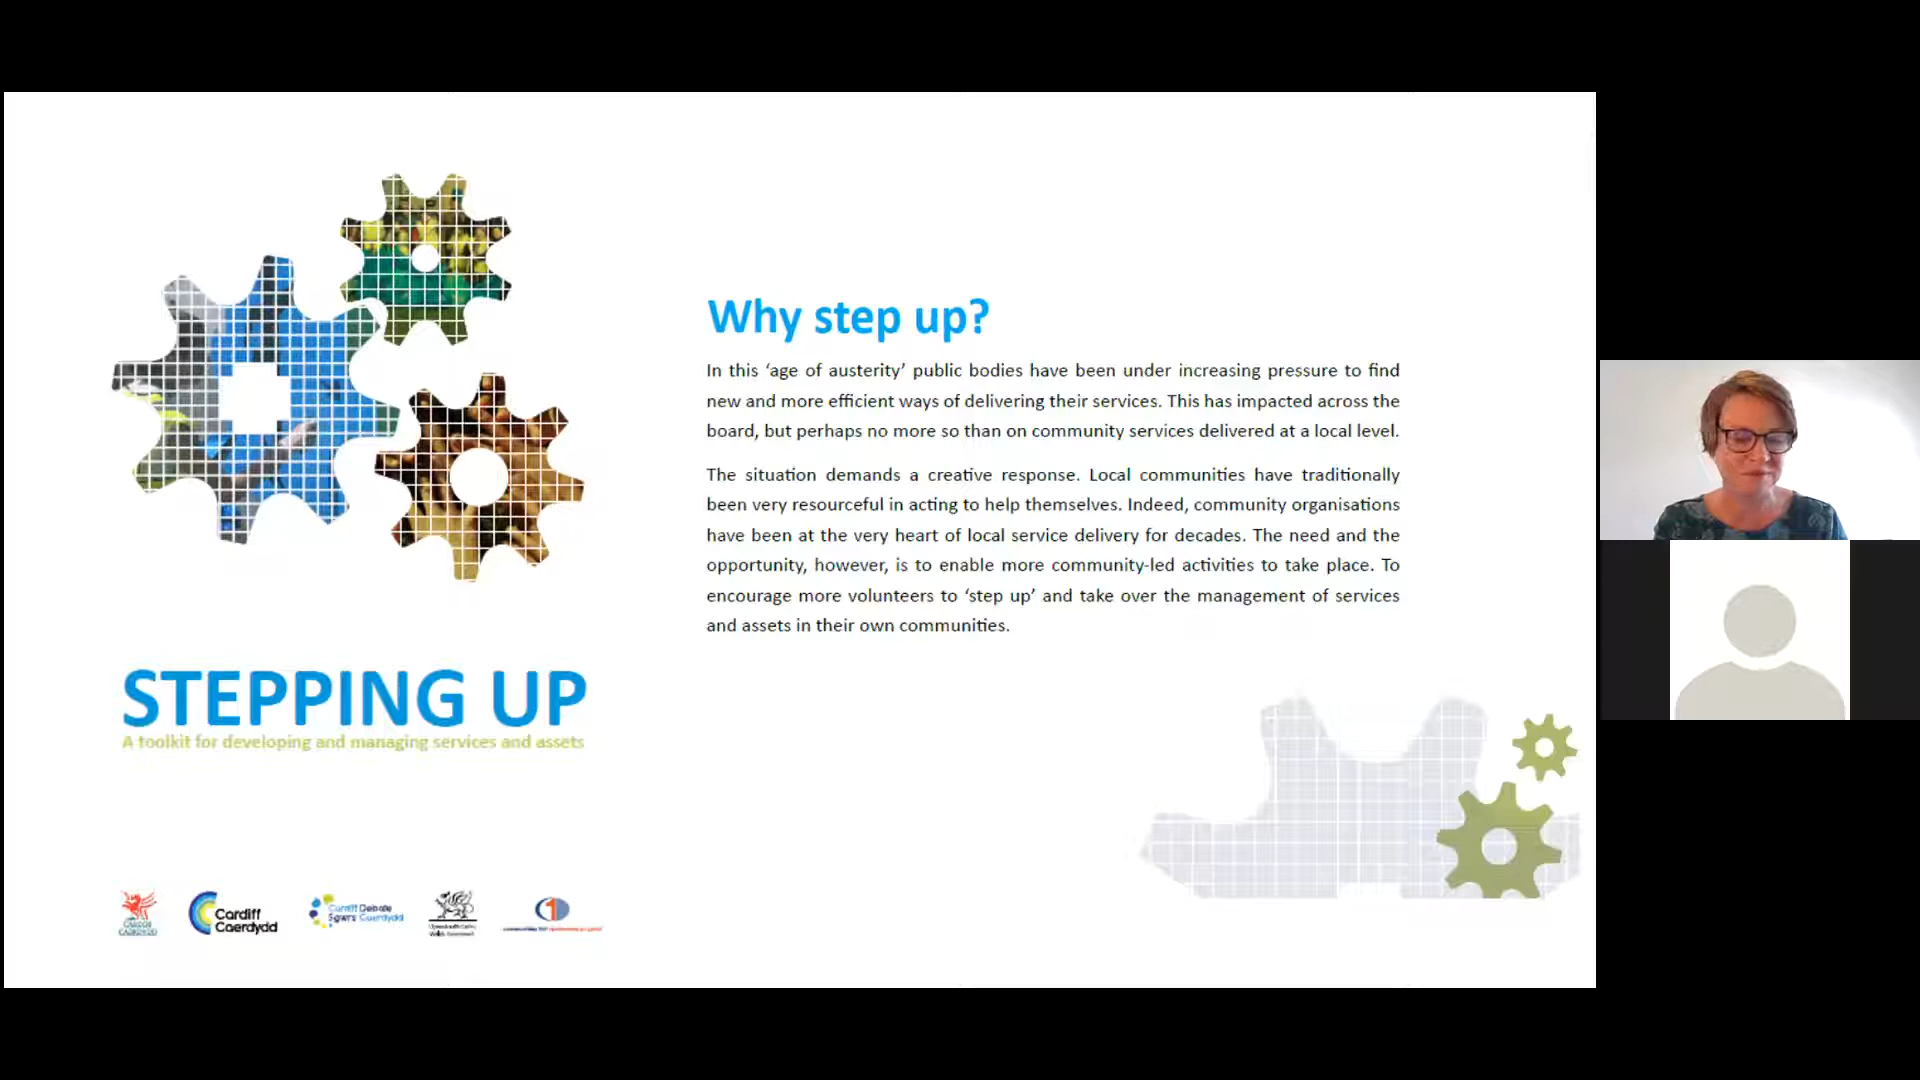 Why step up?
In this ‘age of austerity’ public bodies have been under increasing pressure to find
new and more efficient ways of delivering their services. This has impacted across the
board, but perhaps no more so than on community services delivered at a local level.
The situation demands a creative response. Local communities have traditionally
been very resourceful in acting to help themselves. Indeed, community organisations
have been at the very heart of local service delivery for decades. The need and the
opportunity, however, is to enable more community-led activities to take place. To
encourage more volunteers to ‘step up’ and take over the management of services
and assets in their own communities.
STEPPING UP
A toolkit for developing and managing services and assets
Cardiff
Caerdydd
Cardiff Debate
Sgwrs Caerdydd